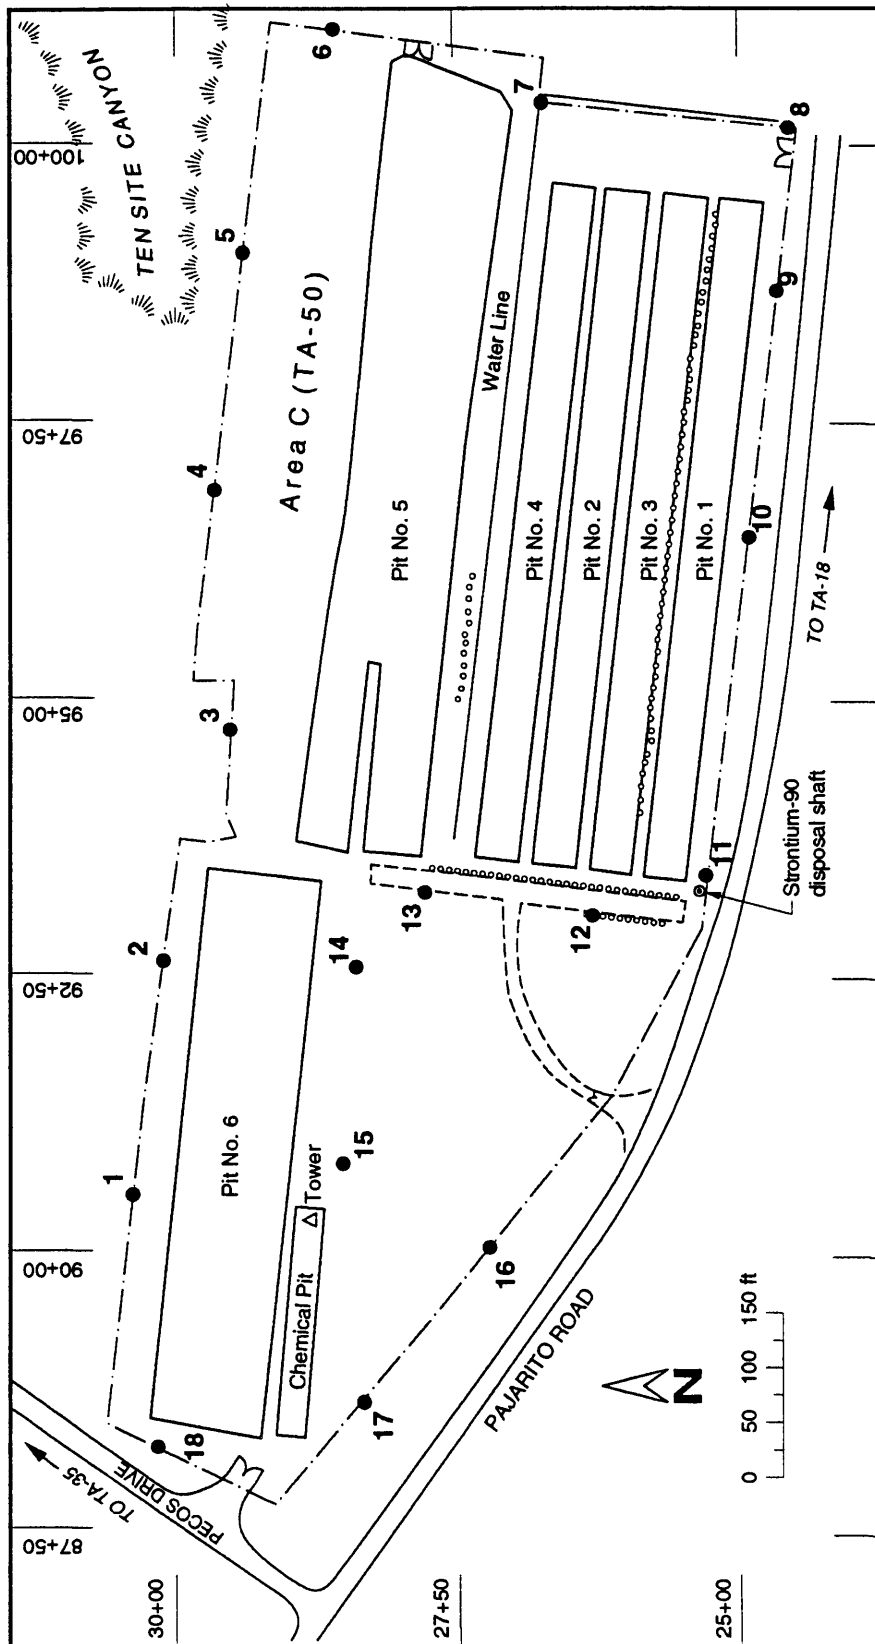 TEN SITE CANYON
Area C (TA-50)
100+00
97+50
95+00
92+50
90+00
87+50
30+00
27+50
25+00
1
2
3
4
5
6
7
8
9
10
11
12
13
14
15
16
17
18
Pit No. 6
Chemical Pit
Tower
Pit No. 5
Water Line
Pit No. 4
Pit No. 2
Pit No. 3
Pit No. 1
Strontium-90
disposal shaft
TO TA-18
TO TA-35
PECOS DRIVE
PAJARITO ROAD
N
0 50 100 150 ft